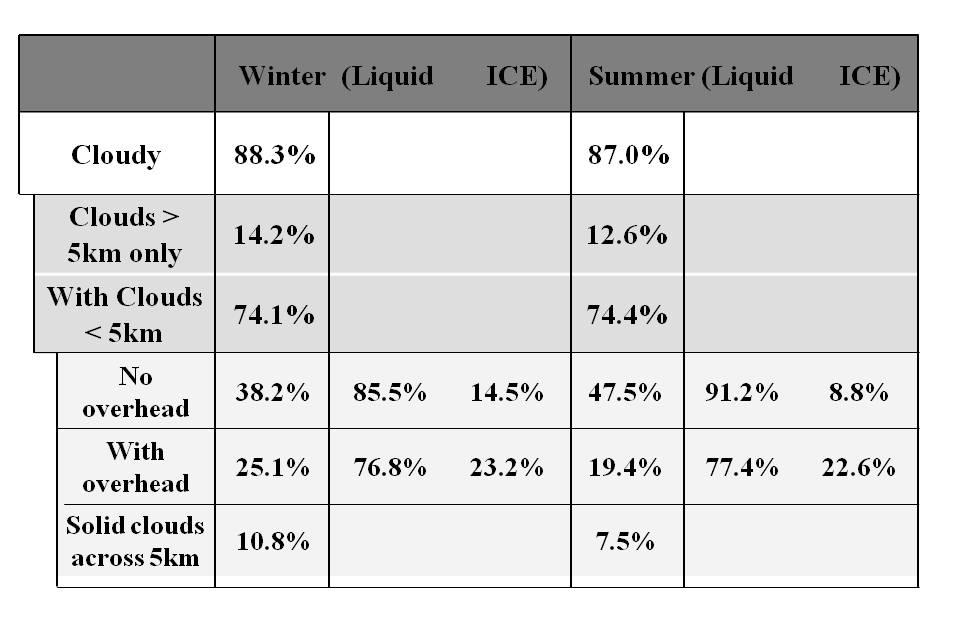 Winter (Liquid ICE) Summer (Liquid ICE)
Cloudy 88.3% 87.0%
Clouds >
5km only 14.2% 12.6%
With Clouds
< 5km 74.1% 74.4%
No
overhead 38.2% 85.5% 14.5% 47.5% 91.2% 8.8%
With
overhead 25.1% 76.8% 23.2% 19.4% 77.4% 22.6%
Solid clouds
across 5km 10.8% 7.5%